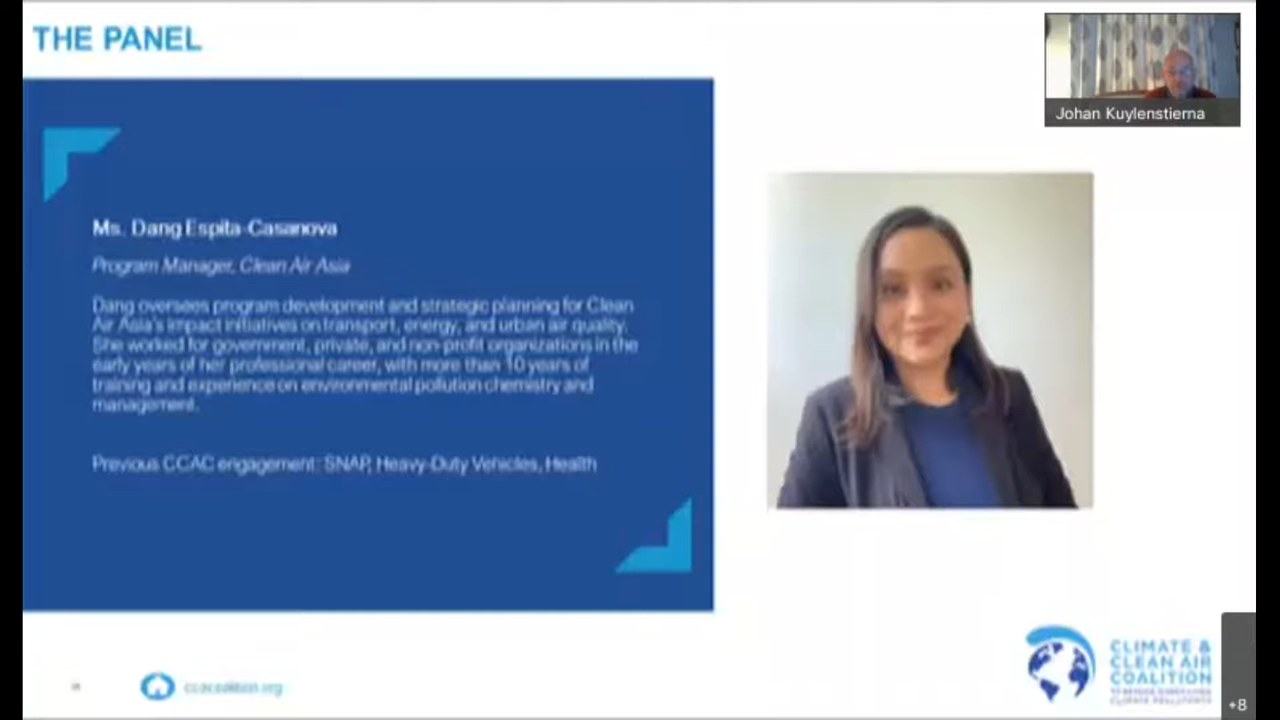 THE PANEL
Johan Kuylenstierna
Ms. Dang Espita-Casanova
Program Manager, Clean Air Asia
Dang oversees program development and strategic planning for Clean
Air Asia's impact initiatives on transport, energy, and urban air quality.
She worked for government, private, and non-profit organizations in the
early years of her professional career, with more than 10 years of
training and experience on environmental pollution chemistry and
management.
Previous CCAC engagement: SNAP, Heavy-Duty Vehicles, Health
ccacoalition.org
CLIMATE &
CLEAN AIR
COALITION
+8